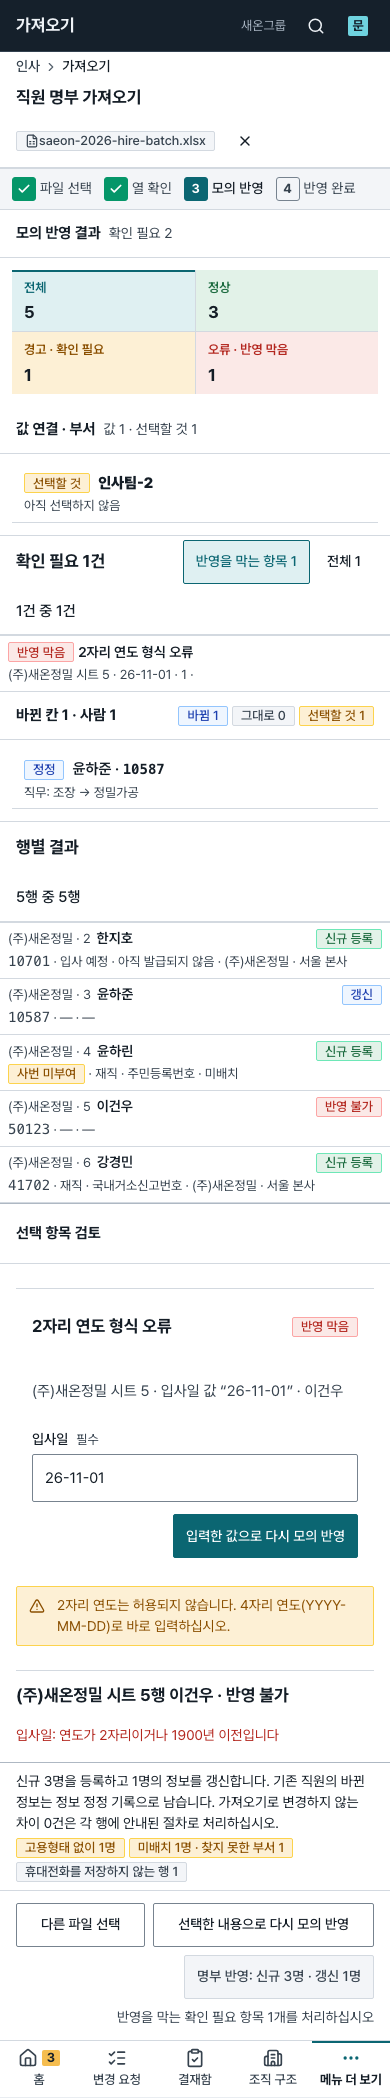 가져오기
새온그룹
문
인사 > 가져오기
직원 명부 가져오기
saeon-2026-hire-batch.xlsx
파일 선택
열 확인
3 모의 반영
4 반영 완료
모의 반영 결과 확인 필요 2
전체
5
정상
3
경고 · 확인 필요
1
오류 · 반영 막음
1
값 연결 · 부서 값 1 · 선택할 것 1
선택할 것 인사팀-2
아직 선택하지 않음
확인 필요 1건
반영을 막는 항목 1
전체 1
1건 중 1건
반영 막음 2자리 연도 형식 오류
(주)새온정밀 시트 5 · 26-11-01 · 1 ·
바뀐 칸 1 · 사람 1
바뀜 1
그대로 0
선택할 것 1
정정 윤하준 · 10587
직무: 조장 → 정밀가공
행별 결과
5행 중 5행
(주)새온정밀 · 2 한지호 신규 등록
10701 · 입사 예정 · 아직 발급되지 않음 · (주)새온정밀 · 서울 본사
(주)새온정밀 · 3 윤하준 갱신
10587 · — · —
(주)새온정밀 · 4 윤하린 신규 등록
사번 미부여 · 재직 · 주민등록번호 · 미배치
(주)새온정밀 · 5 이건우 반영 불가
50123 · — · —
(주)새온정밀 · 6 강경민 신규 등록
41702 · 재직 · 국내거소신고번호 · (주)새온정밀 · 서울 본사
선택 항목 검토
2자리 연도 형식 오류
반영 막음
(주)새온정밀 시트 5 · 입사일 값 “26-11-01” · 이건우
입사일 필수
26-11-01
입력한 값으로 다시 모의 반영
2자리 연도는 허용되지 않습니다. 4자리 연도(YYYY-
MM-DD)로 바로 입력하십시오.
(주)새온정밀 시트 5행 이건우 · 반영 불가
입사일: 연도가 2자리이거나 1900년 이전입니다
신규 3명을 등록하고 1명의 정보를 갱신합니다. 기존 직원의 바뀐
정보는 정보 정정 기록으로 남습니다. 가져오기로 변경하지 않는
차이 0건은 각 행에 안내된 절차로 처리하십시오.
고용형태 없이 1명
미배치 1명 · 찾지 못한 부서 1
휴대전화를 저장하지 않는 행 1
다른 파일 선택
선택한 내용으로 다시 모의 반영
명부 반영: 신규 3명 · 갱신 1명
반영을 막는 확인 필요 항목 1개를 처리하십시오
3
홈
변경 요청
결재함
조직 구조
메뉴 더 보기